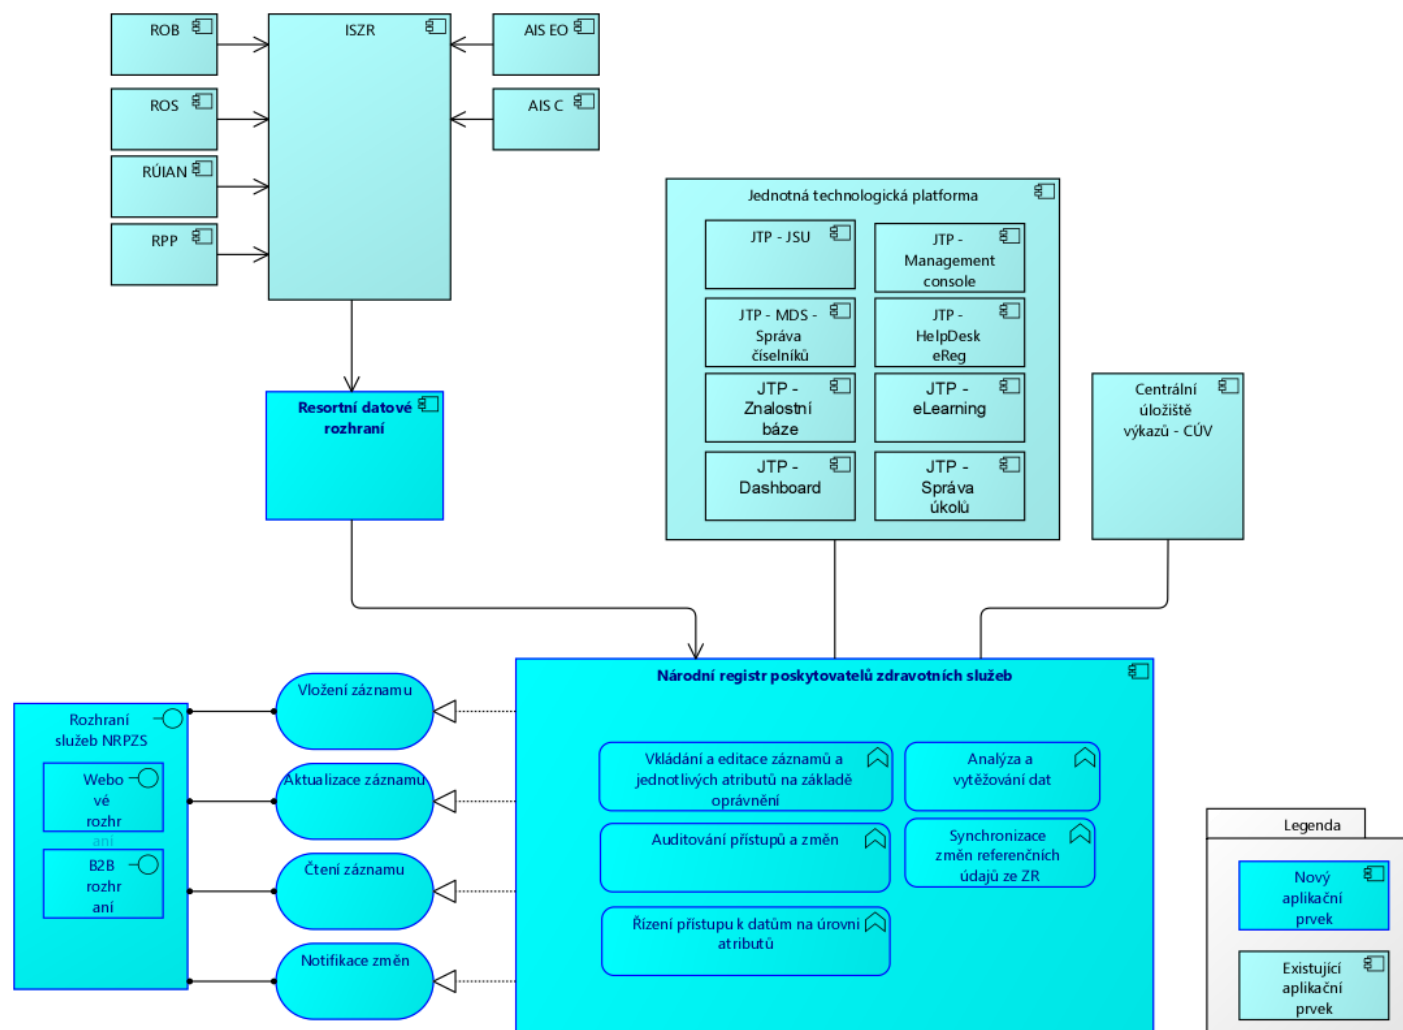 ROB
ISZR
AIS EO
ROS
AIS C
RÚIAN
RPP
Jednotná technologická platforma
JTP - JSU
JTP -
Management
console
JTP - MDS -
Správa
číselníků
JTP -
HelpDesk
eReg
JTP -
Znalostní
báze
JTP -
eLearning
JTP -
Dashboard
JTP -
Správa
úkolů
Centrální
úložiště
výkazů - CÚV
Resortní datové
rozhraní
Národní registr poskytovatelů zdravotních služeb
Vkládání a editace záznamů a
jednotlivých atributů na základě
oprávnění
Analýza a
vytěžování dat
Auditování přístupů a změn
Synchronizace
změn referenčních
údajů ze ZR
Řízení přístupu k datům na úrovni
atributů
Vložení záznamu
Aktualizace záznamu
Čtení záznamu
Notifikace změn
Rozhraní
služeb NRPZS
Webo
vé
rozhr
aní
B2B
rozhr
aní
Legenda
Nový
aplikační
prvek
Existující
aplikační
prvek